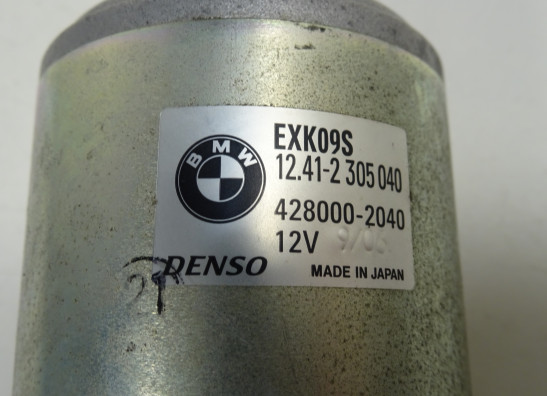 BMW
EXK09S
12.41-2 305 040
428000-2040
12V
DENSO MADE IN JAPAN